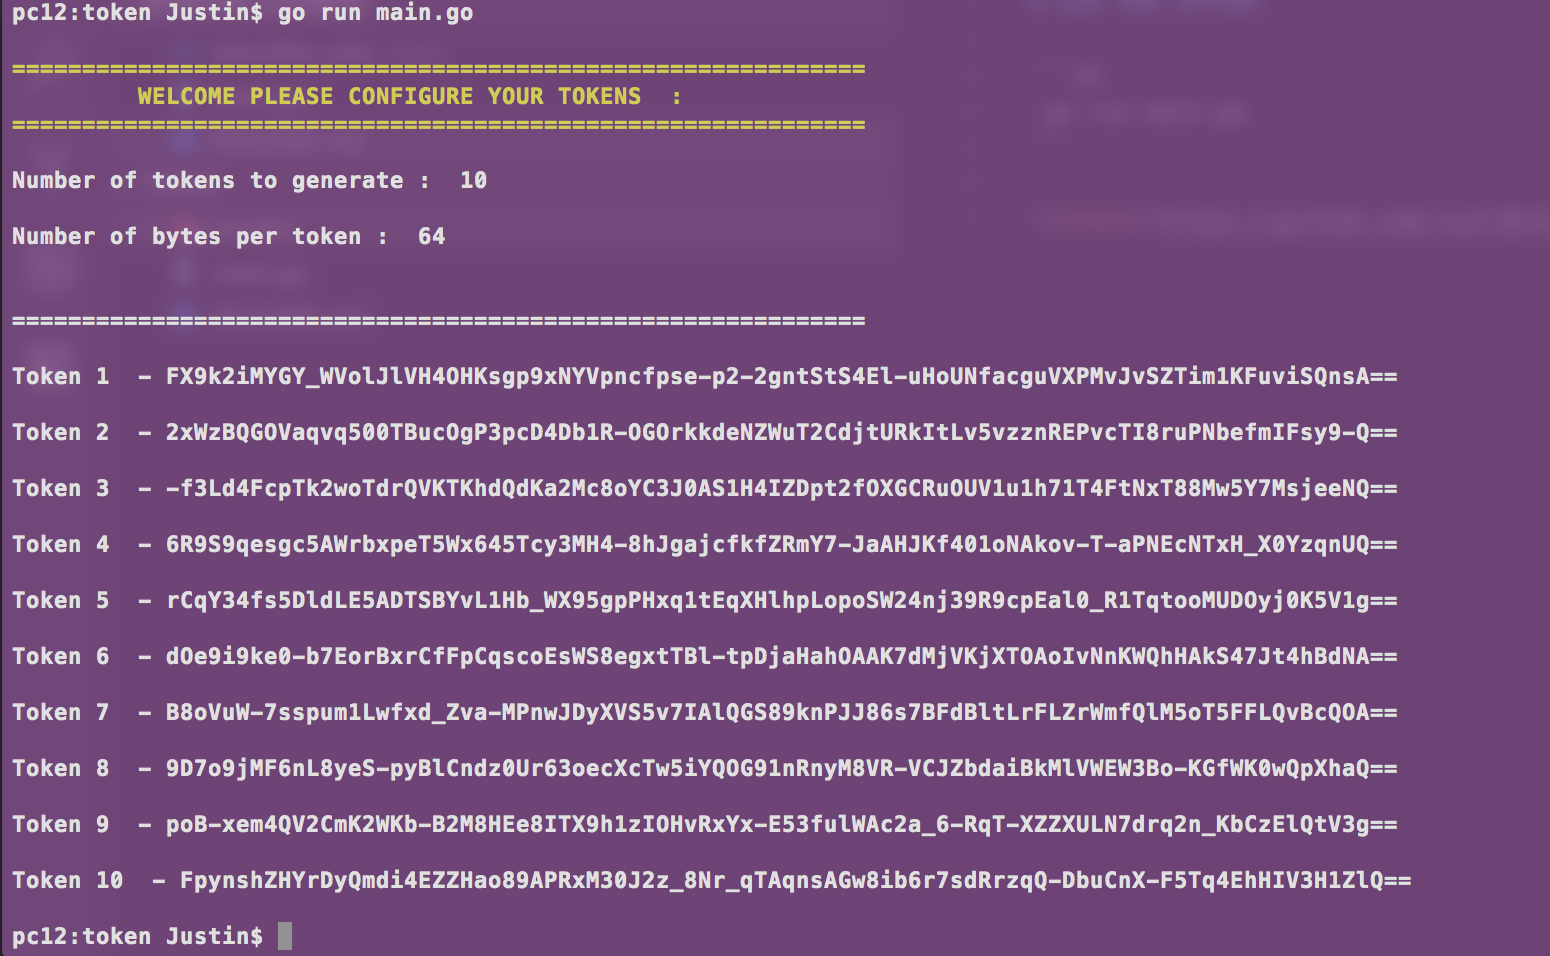 pc12:token Justin$ go run main.go
=============================================================
WELCOME PLEASE CONFIGURE YOUR TOKENS  :
=============================================================
Number of tokens to generate :  10
Number of bytes per token :  64
=============================================================
Token 1  - FX9k2iMYGY_WVolJlVH4OHKsgp9xNYVpncfpse-p2-2gntStS4El-uHoUNfacguVXPMvJvSZTim1KFuviSQnsA==
Token 2  - 2xWzBQGOVaqvq500TBucOgP3pcD4Db1R-OGOrkkdeNZWuT2CdjtURkItLv5vzznREPvcTI8ruPNbefmIFsy9-Q==
Token 3  - -f3Ld4FcpTk2woTdrQVKTKhdQdKa2Mc8oYC3J0AS1H4IZDpt2fOXGCRuOUV1u1h71T4FtNxT88Mw5Y7MsjeeNQ==
Token 4  - 6R9S9qesgc5AWrbxpeT5Wx645Tcy3MH4-8hJgajcfkfZRmY7-JaAHJKf401oNAkov-T-aPNEcNTxH_X0YzqnUQ==
Token 5  - rCqY34fs5DldLE5ADTSBYvL1Hb_WX95gpPHxq1tEqXHlhpLopoSW24nj39R9cpEal0_R1TqtooMUDOyj0K5V1g==
Token 6  - dOe9i9ke0-b7EorBxrCfFpCqscoEsWS8egxtTBl-tpDjaHahOAAK7dMjVKjXTOAoIvNnKWQhHAkS47Jt4hBdNA==
Token 7  - B8oVuW-7sspum1Lwfxd_Zva-MPnwJDyXVS5v7IAlQGS89knPJJ86s7BFdBltLrFLZrWmfQlM5oT5FFLQvBcQOA==
Token 8  - 9D7o9jMF6nL8yeS-pyBlCndz0Ur63oecXcTw5iYQOG91nRnyM8VR-VCJZbdaiBkMlVWEW3Bo-KGfWK0wQpXhaQ==
Token 9  - poB-xem4QV2CmK2WKb-B2M8HEe8ITX9h1zIOHvRxYx-E53fulWAc2a_6-RqT-XZZXULN7drq2n_KbCzElQtV3g==
Token 10  - FpynshZHYrDyQmdi4EZZHao89APRxM30J2z_8Nr_qTAqnsAGw8ib6r7sdRrzqQ-DbuCnX-F5Tq4EhHIV3H1ZlQ==
pc12:token Justin$